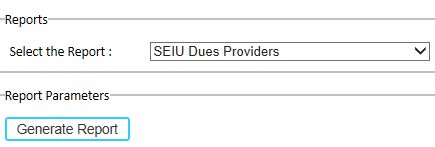 Reports
Select the Report : SEIU Dues Providers
Report Parameters
Generate Report